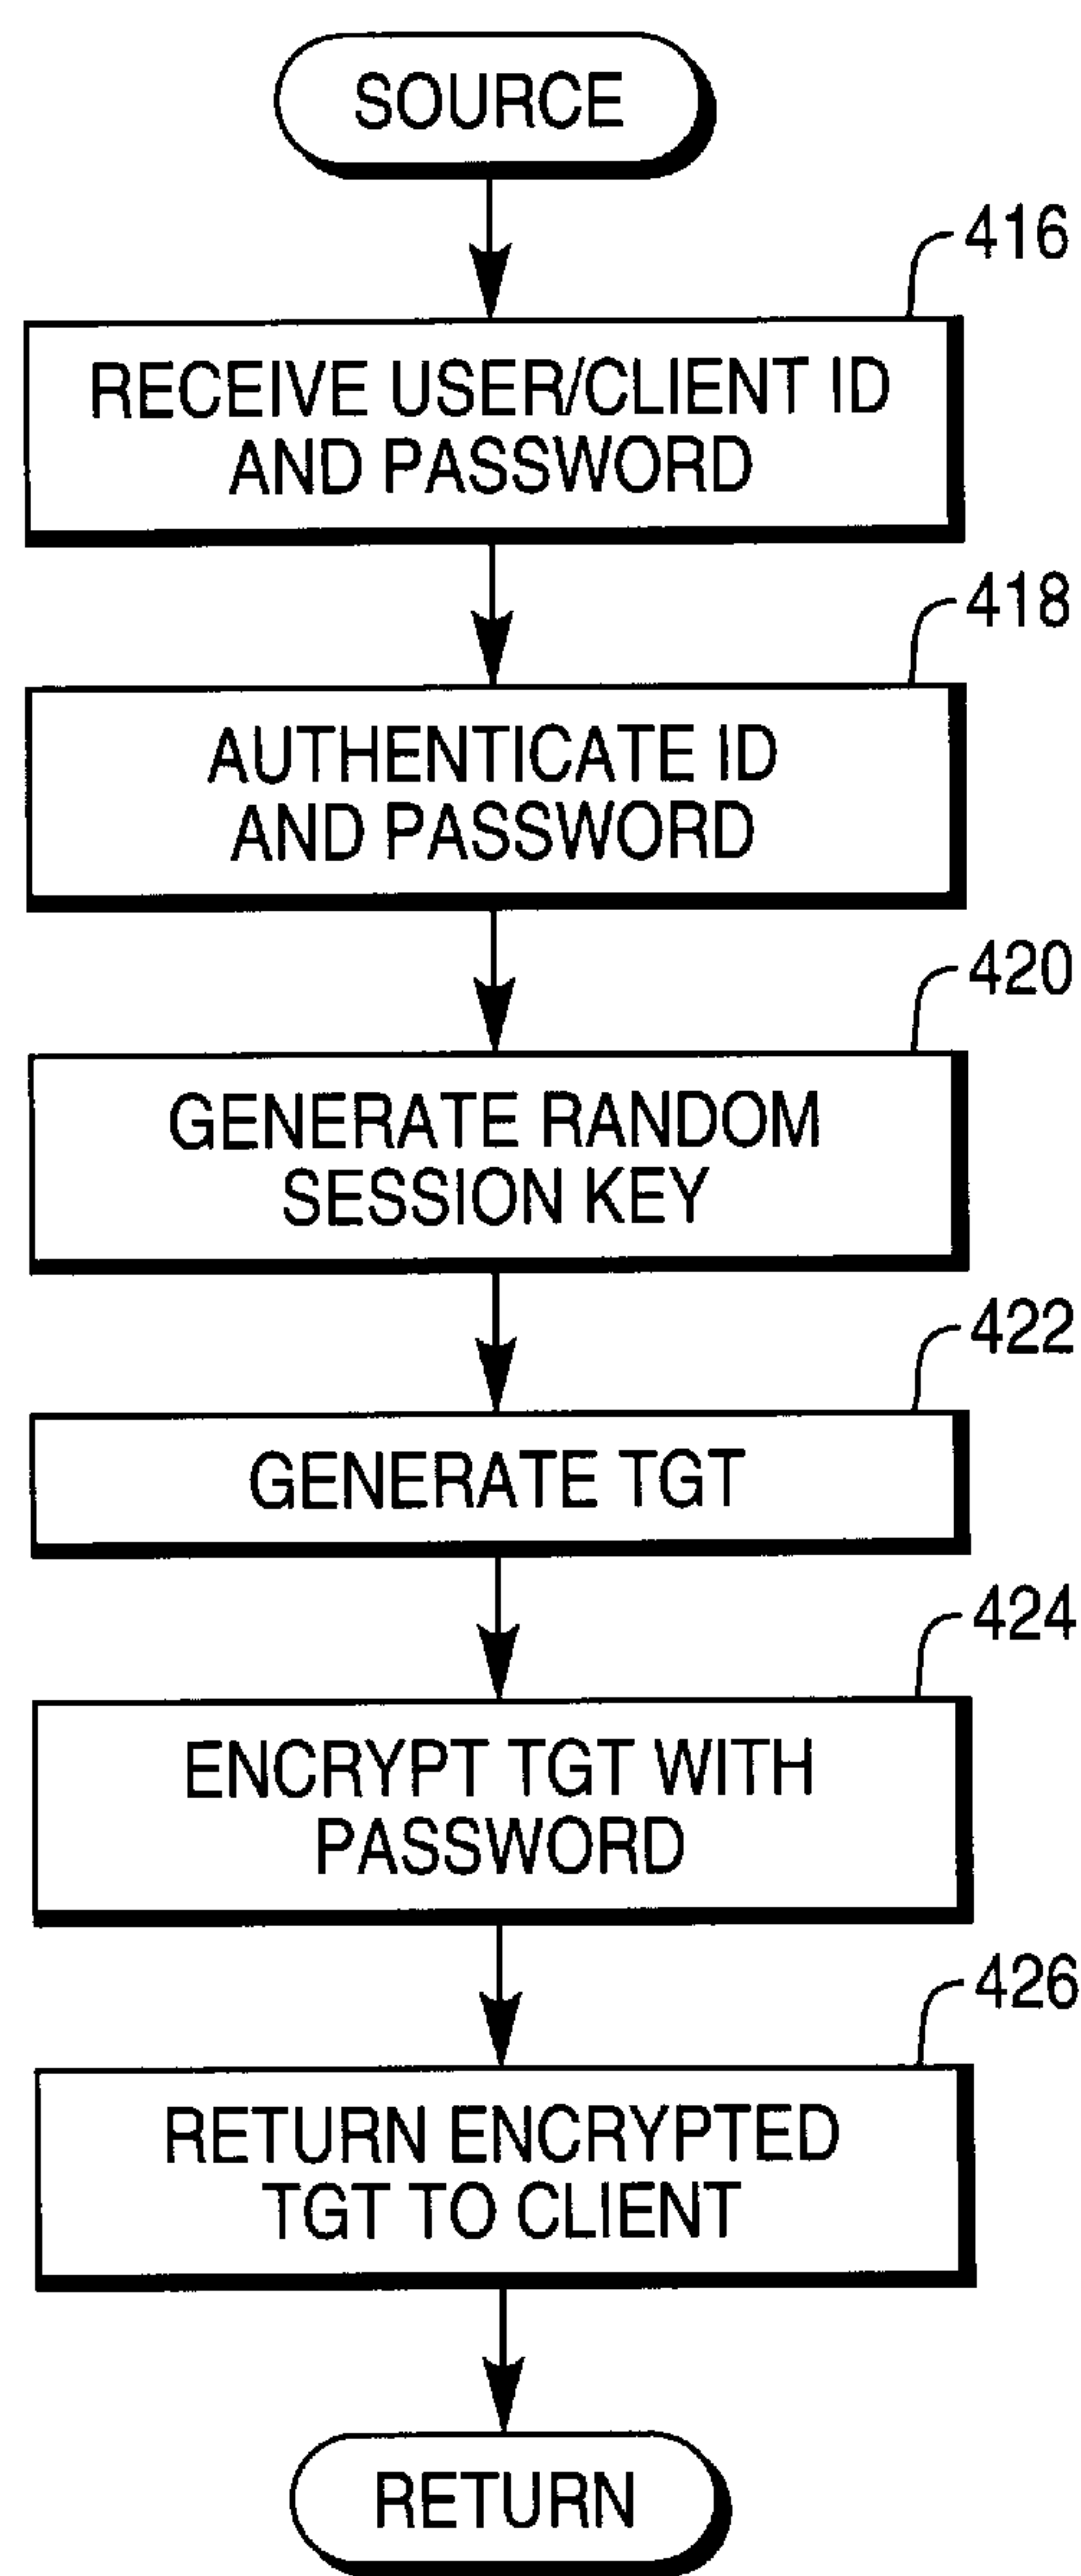 SOURCE
416
RECEIVE USER/CLIENT ID
AND PASSWORD
418
AUTHENTICATE ID
AND PASSWORD
420
GENERATE RANDOM
SESSION KEY
422
GENERATE TGT
424
ENCRYPT TGT WITH
PASSWORD
426
RETURN ENCRYPTED
TGT TO CLIENT
RETURN